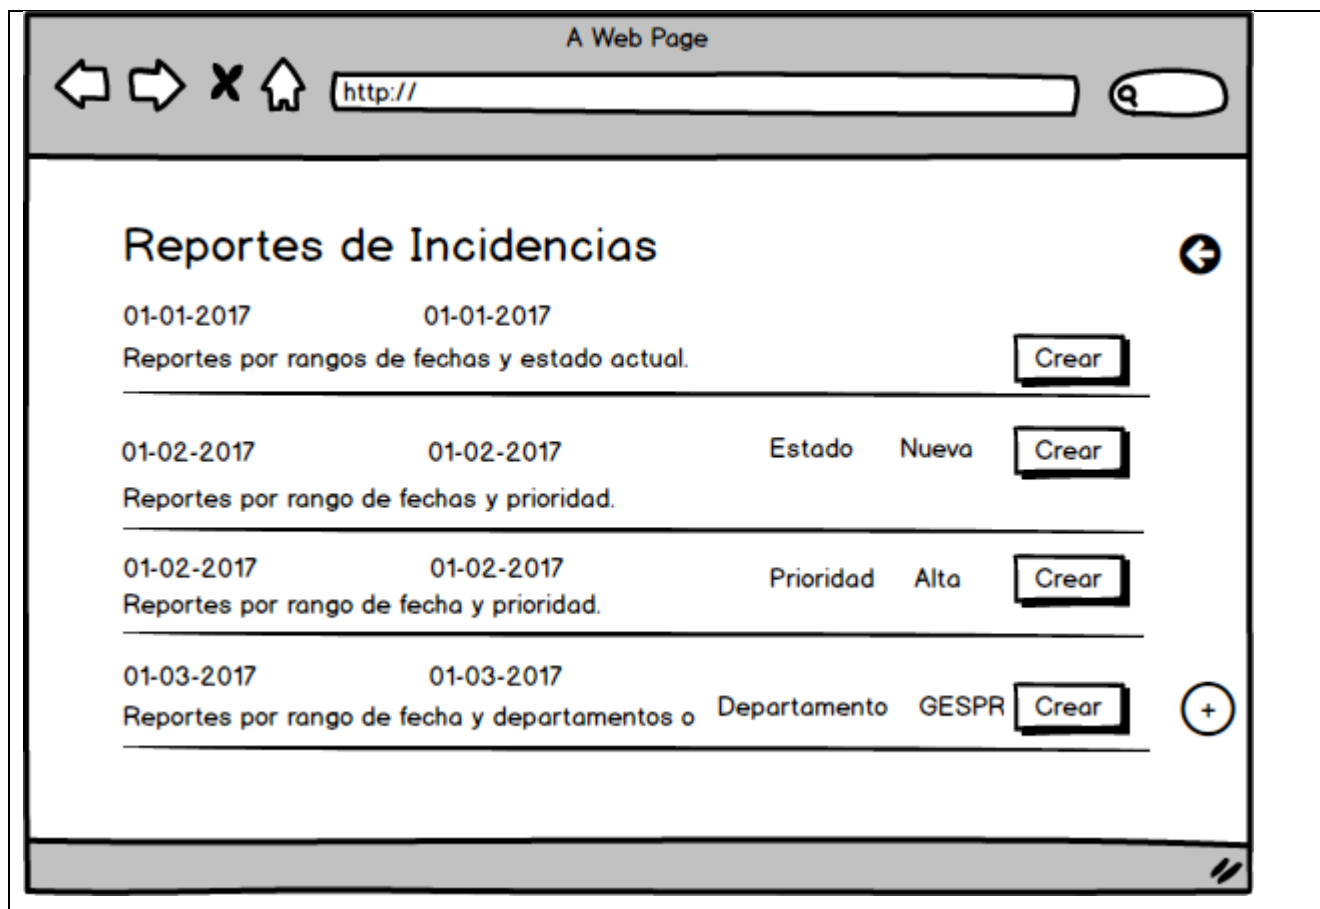 A Web Page
http://
Reportes de Incidencias
01-01-2017 01-01-2017
Reportes por rangos de fechas y estado actual. Crear
01-02-2017 01-02-2017 Estado Nueva Crear
Reportes por rango de fechas y prioridad.
01-02-2017 01-02-2017 Prioridad Alta Crear
Reportes por rango de fecha y prioridad.
01-03-2017 01-03-2017
Reportes por rango de fecha y departamentos o Departamento GESPR Crear +